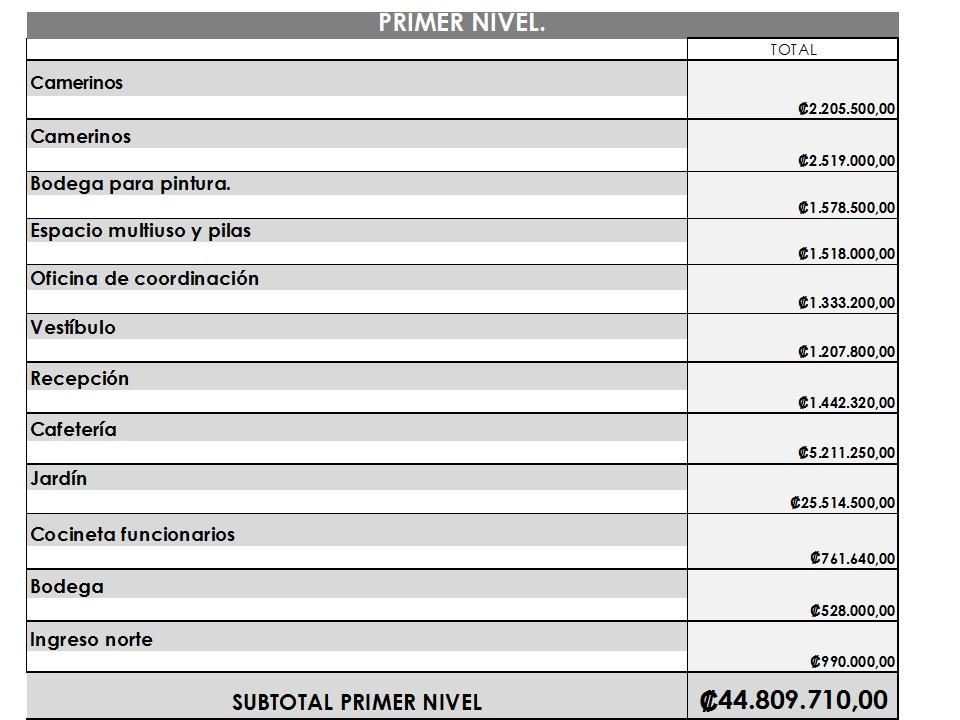 PRIMER NIVEL.
TOTAL
Camerinos
₡2.205.500,00
Camerinos
₡2.519.000,00
Bodega para pintura.
₡1.578.500,00
Espacio multiuso y pilas
₡1.518.000,00
Oficina de coordinación
₡1.333.200,00
Vestíbulo
₡1.207.800,00
Recepción
₡1.442.320,00
Cafetería
₡5.211.250,00
Jardín
₡25.514.500,00
Cocineta funcionarios
₡761.640,00
Bodega
₡528.000,00
Ingreso norte
₡990.000,00
SUBTOTAL PRIMER NIVEL ₡44.809.710,00